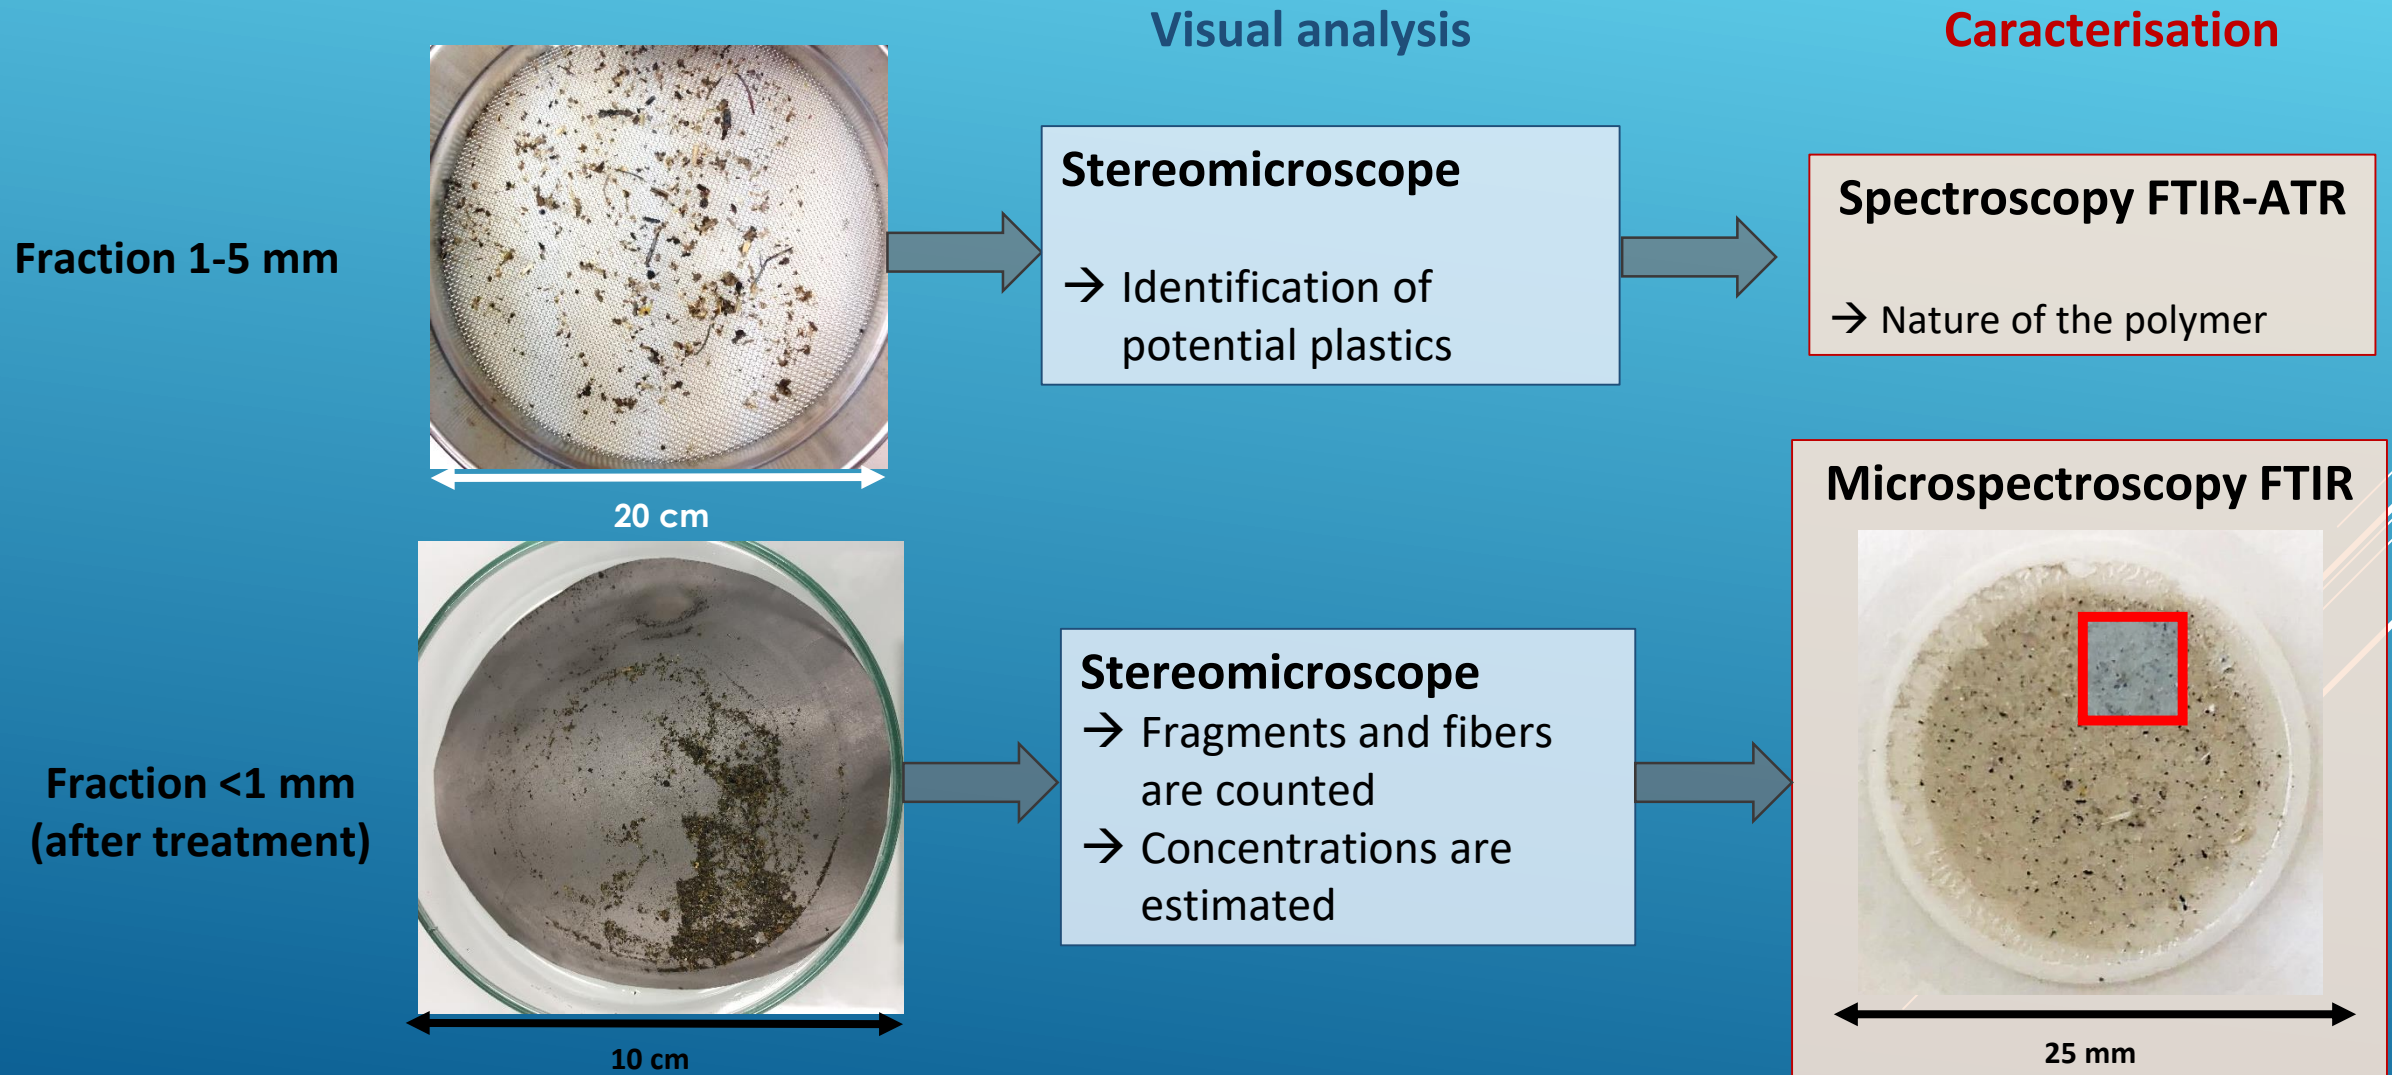 Visual analysis
Caracterisation
Fraction 1-5 mm
20 cm
Stereomicroscope
→ Identification of
potential plastics
Spectroscopy FTIR-ATR
→ Nature of the polymer
Fraction <1 mm
(after treatment)
10 cm
Stereomicroscope
→ Fragments and fibers
are counted
→ Concentrations are
estimated
Microspectroscopy FTIR
25 mm